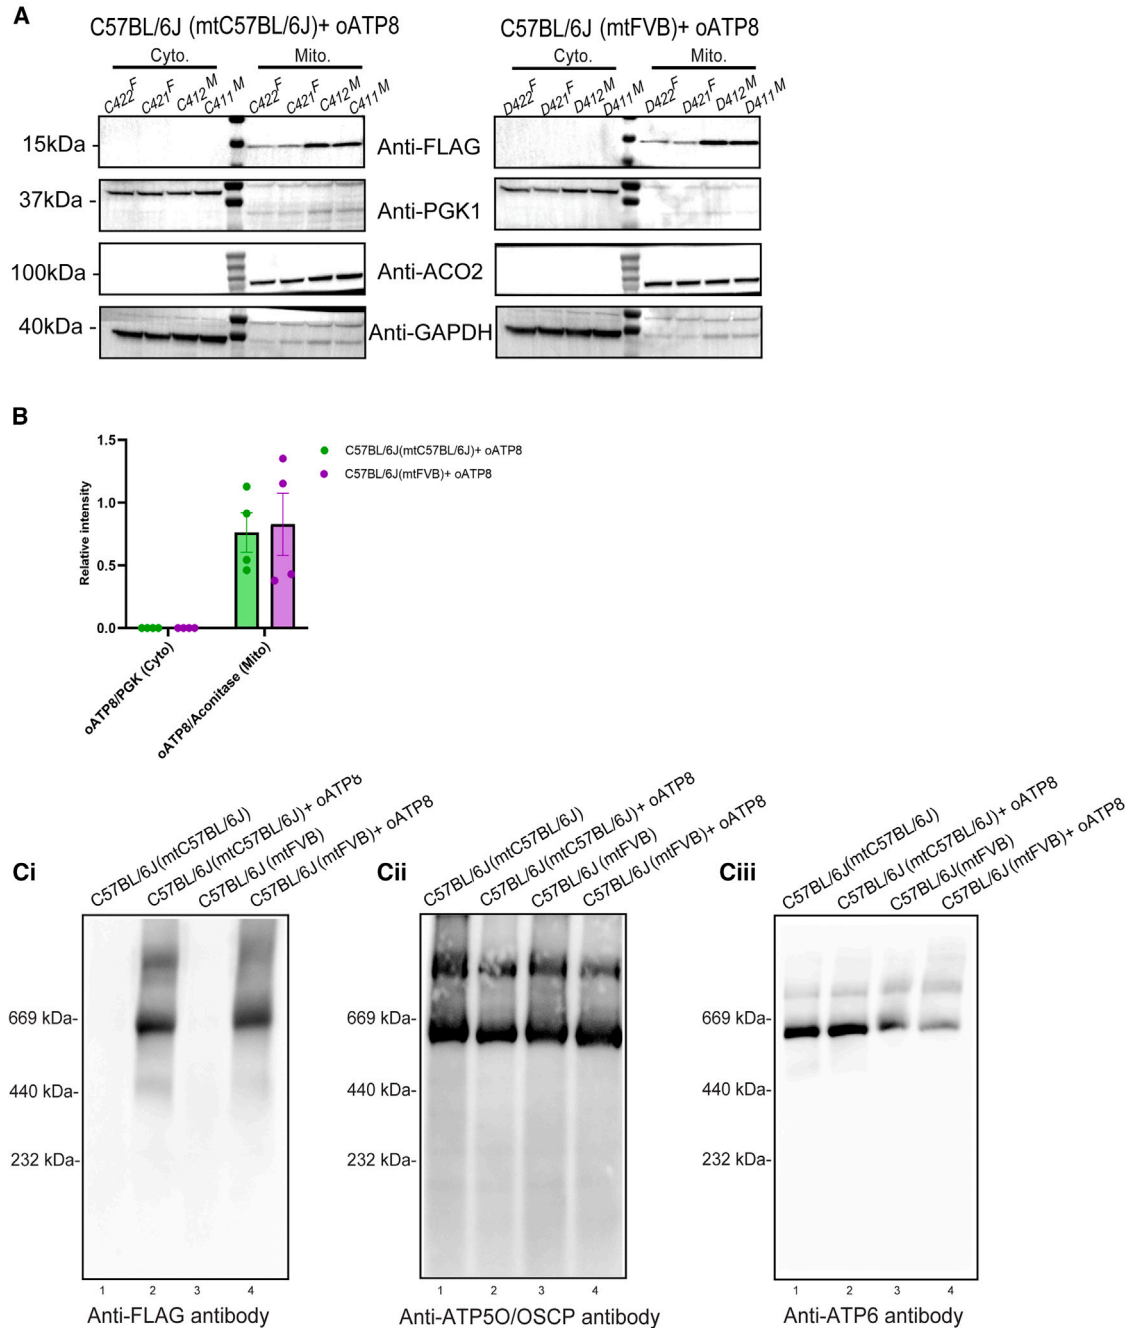 A
C57BL/6J (mtC57BL/6J)+ oATP8
C57BL/6J (mtFVB)+ oATP8
Cyto. Mito. Cyto. Mito.
C422F C421F C412M C411M C422F C421F C412M C411M D422F D421F D412M D411M D422F D421F D412M D411M
15kDa - Anti-FLAG
37kDa - Anti-PGK1
100kDa - Anti-ACO2
40kDa - Anti-GAPDH
B
1.5
1.0
0.5
0.0
Relative intensity
C57BL/6J(mtC57BL/6J)+ oATP8
C57BL/6J(mtFVB)+ oATP8
oATP8/PGK (Cyto)
oATP8/Aconitase (Mito)
Ci
C57BL/6J(mtC57BL/6J)
C57BL/6J(mtC57BL/6J)+ oATP8
C57BL/6J(mtFVB)
C57BL/6J(mtFVB)+ oATP8
669 kDa-
440 kDa-
232 kDa-
1 2 3 4
Anti-FLAG antibody
Cii
C57BL/6J(mtC57BL/6J)
C57BL/6J(mtC57BL/6J)+ oATP8
C57BL/6J(mtFVB)
C57BL/6J(mtFVB)+ oATP8
669 kDa-
440 kDa-
232 kDa-
1 2 3 4
Anti-ATP5O/OSCP antibody
Ciii
C57BL/6J(mtC57BL/6J)
C57BL/6J(mtC57BL/6J)+ oATP8
C57BL/6J(mtFVB)
C57BL/6J(mtFVB)+ oATP8
669 kDa-
440 kDa-
232 kDa-
1 2 3 4
Anti-ATP6 antibody